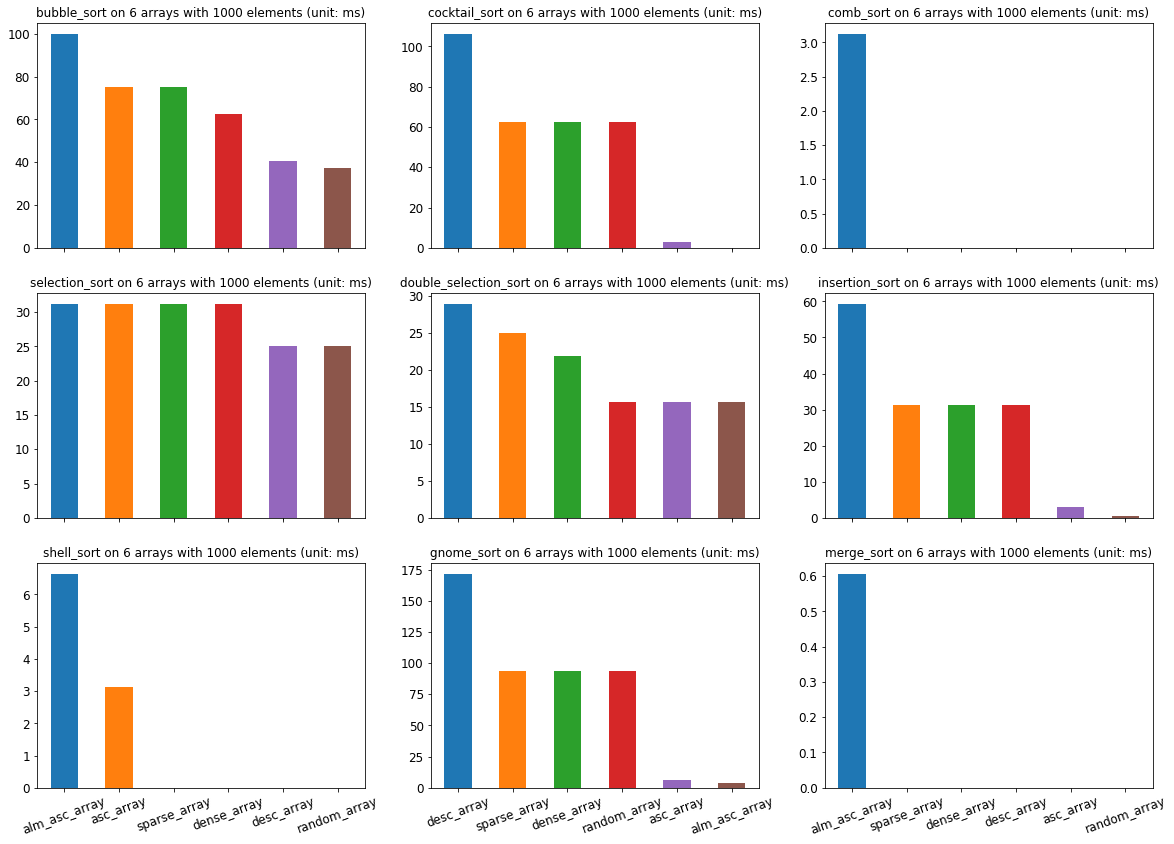 bubble_sort on 6 arrays with 1000 elements (unit: ms)
100
80
60
40
20
0
cocktail_sort on 6 arrays with 1000 elements (unit: ms)
100
80
60
40
20
0
comb_sort on 6 arrays with 1000 elements (unit: ms)
3.0
2.5
2.0
1.5
1.0
0.5
0.0
selection_sort on 6 arrays with 1000 elements (unit: ms)
30
25
20
15
10
5
0
double_selection_sort on 6 arrays with 1000 elements (unit: ms)
30
25
20
15
10
5
0
insertion_sort on 6 arrays with 1000 elements (unit: ms)
60
50
40
30
20
10
0
shell_sort on 6 arrays with 1000 elements (unit: ms)
6
5
4
3
2
1
0
alm_asc_array
asc_array
sparse_array
dense_array
desc_array
random_array
gnome_sort on 6 arrays with 1000 elements (unit: ms)
175
150
125
100
75
50
25
0
desc_array
sparse_array
dense_array
random_array
asc_array
alm_asc_array
merge_sort on 6 arrays with 1000 elements (unit: ms)
0.6
0.5
0.4
0.3
0.2
0.1
0.0
alm_asc_array
sparse_array
dense_array
desc_array
asc_array
random_array